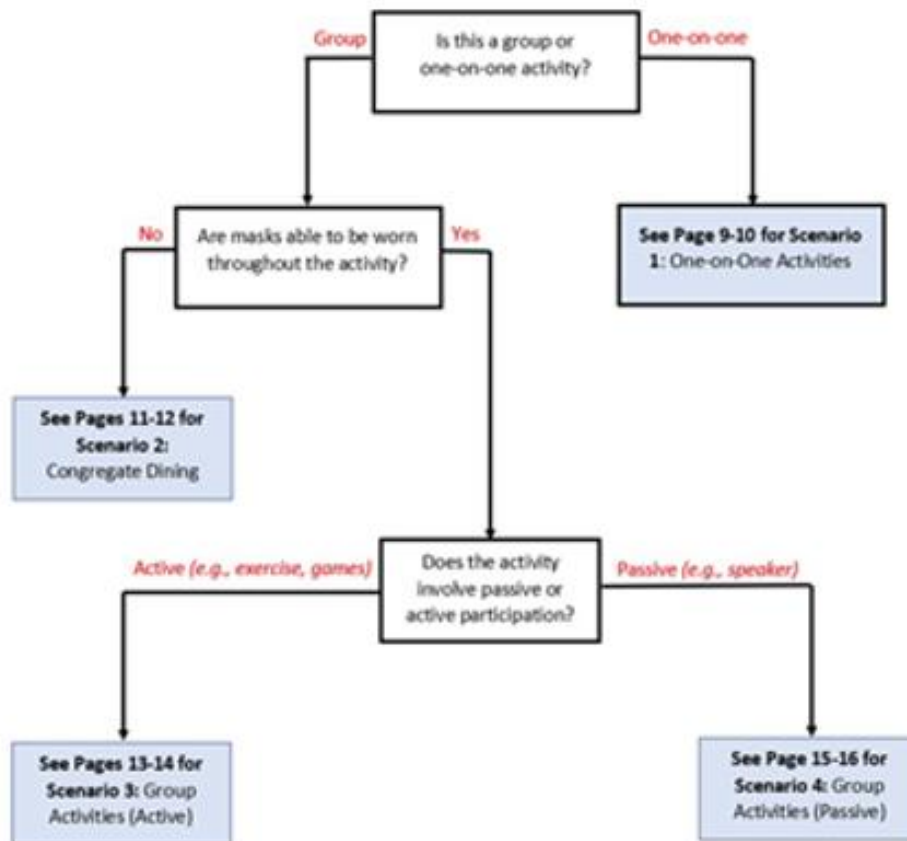 Group
Is this a group or
one-on-one activity?
One-on-one
No
Are masks able to be worn
throughout the activity?
Yes
See Page 9-10 for Scenario
1: One-on-One Activities
See Pages 11-12 for
Scenario 2:
Congregate Dining
Active (e.g., exercise, games)
Does the activity
involve passive or
active participation?
Passive (e.g., speaker)
See Pages 13-14 for
Scenario 3: Group
Activities (Active)
See Page 15-16 for
Scenario 4: Group
Activities (Passive)